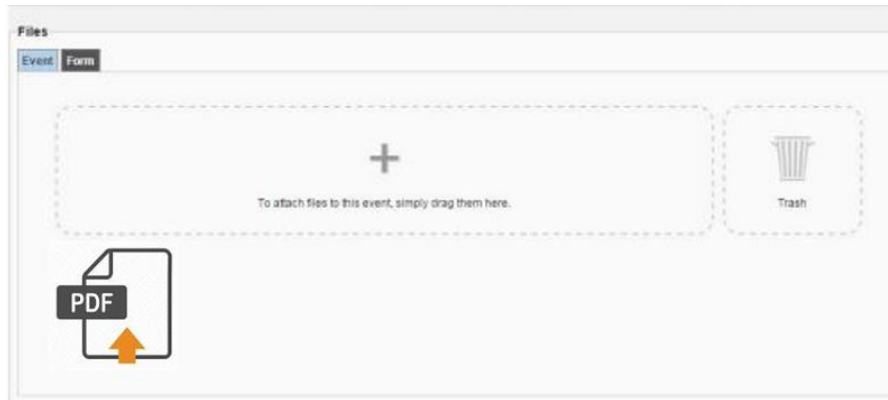 Files
Event Form
To attach files to this event, simply drag them here.
Trash
PDF